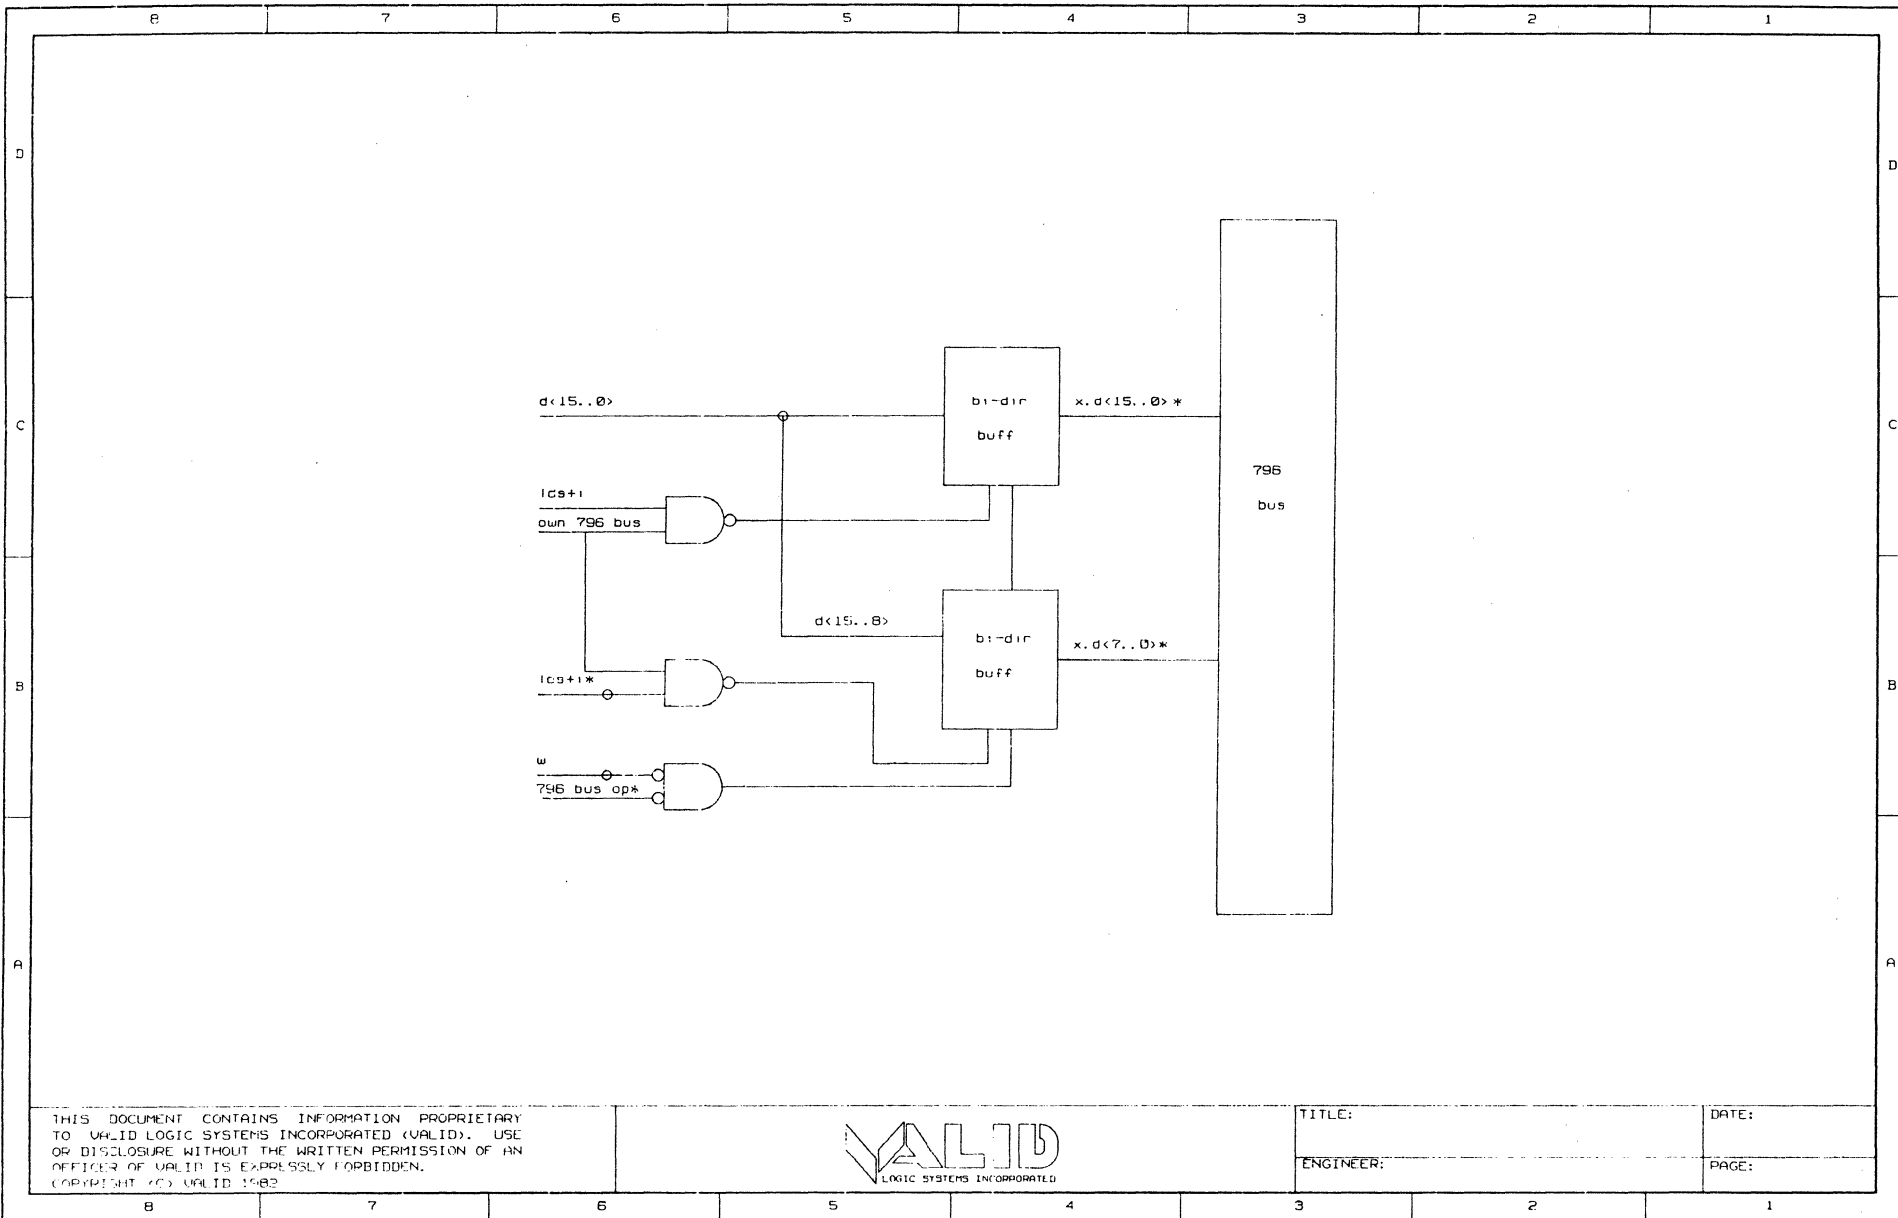 8 7 6 5 4 3 2 1
D D
d<15..0>
bi-dir
x.d<15..0>*
C C
buff
796
lds+i
bus
own 796 bus
d<15..8>
bi-dir
x.d<7..0>*
buff
lds+i*
B B
w
796 bus op*
A A
THIS DOCUMENT CONTAINS INFORMATION PROPRIETARY
TO VALID LOGIC SYSTEMS INCORPORATED (VALID). USE
OR DISCLOSURE WITHOUT THE WRITTEN PERMISSION OF AN
OFFICER OF VALID IS EXPRESSLY FORBIDDEN.
COPYRIGHT (C) VALID 1982
VALID
LOGIC SYSTEMS INCORPORATED
TITLE:
DATE:
ENGINEER:
PAGE:
8 7 6 5 4 3 2 1